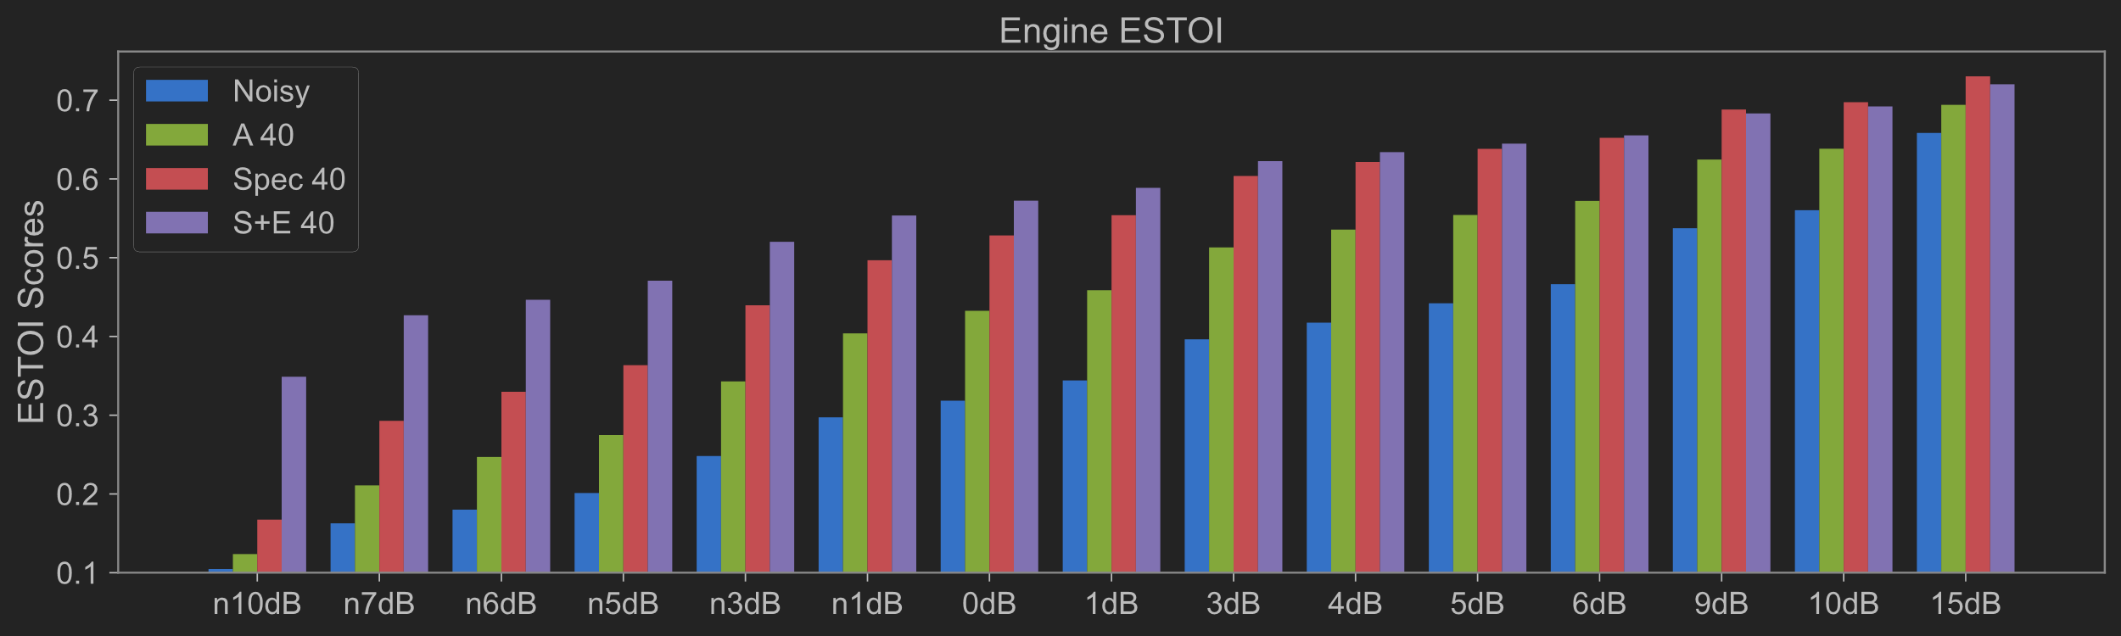 Engine ESTOI
Noisy
A 40
Spec 40
S+E 40
ESTOI Scores
0.7
0.6
0.5
0.4
0.3
0.2
0.1
n10dB n7dB n6dB n5dB n3dB n1dB 0dB 1dB 3dB 4dB 5dB 6dB 9dB 10dB 15dB